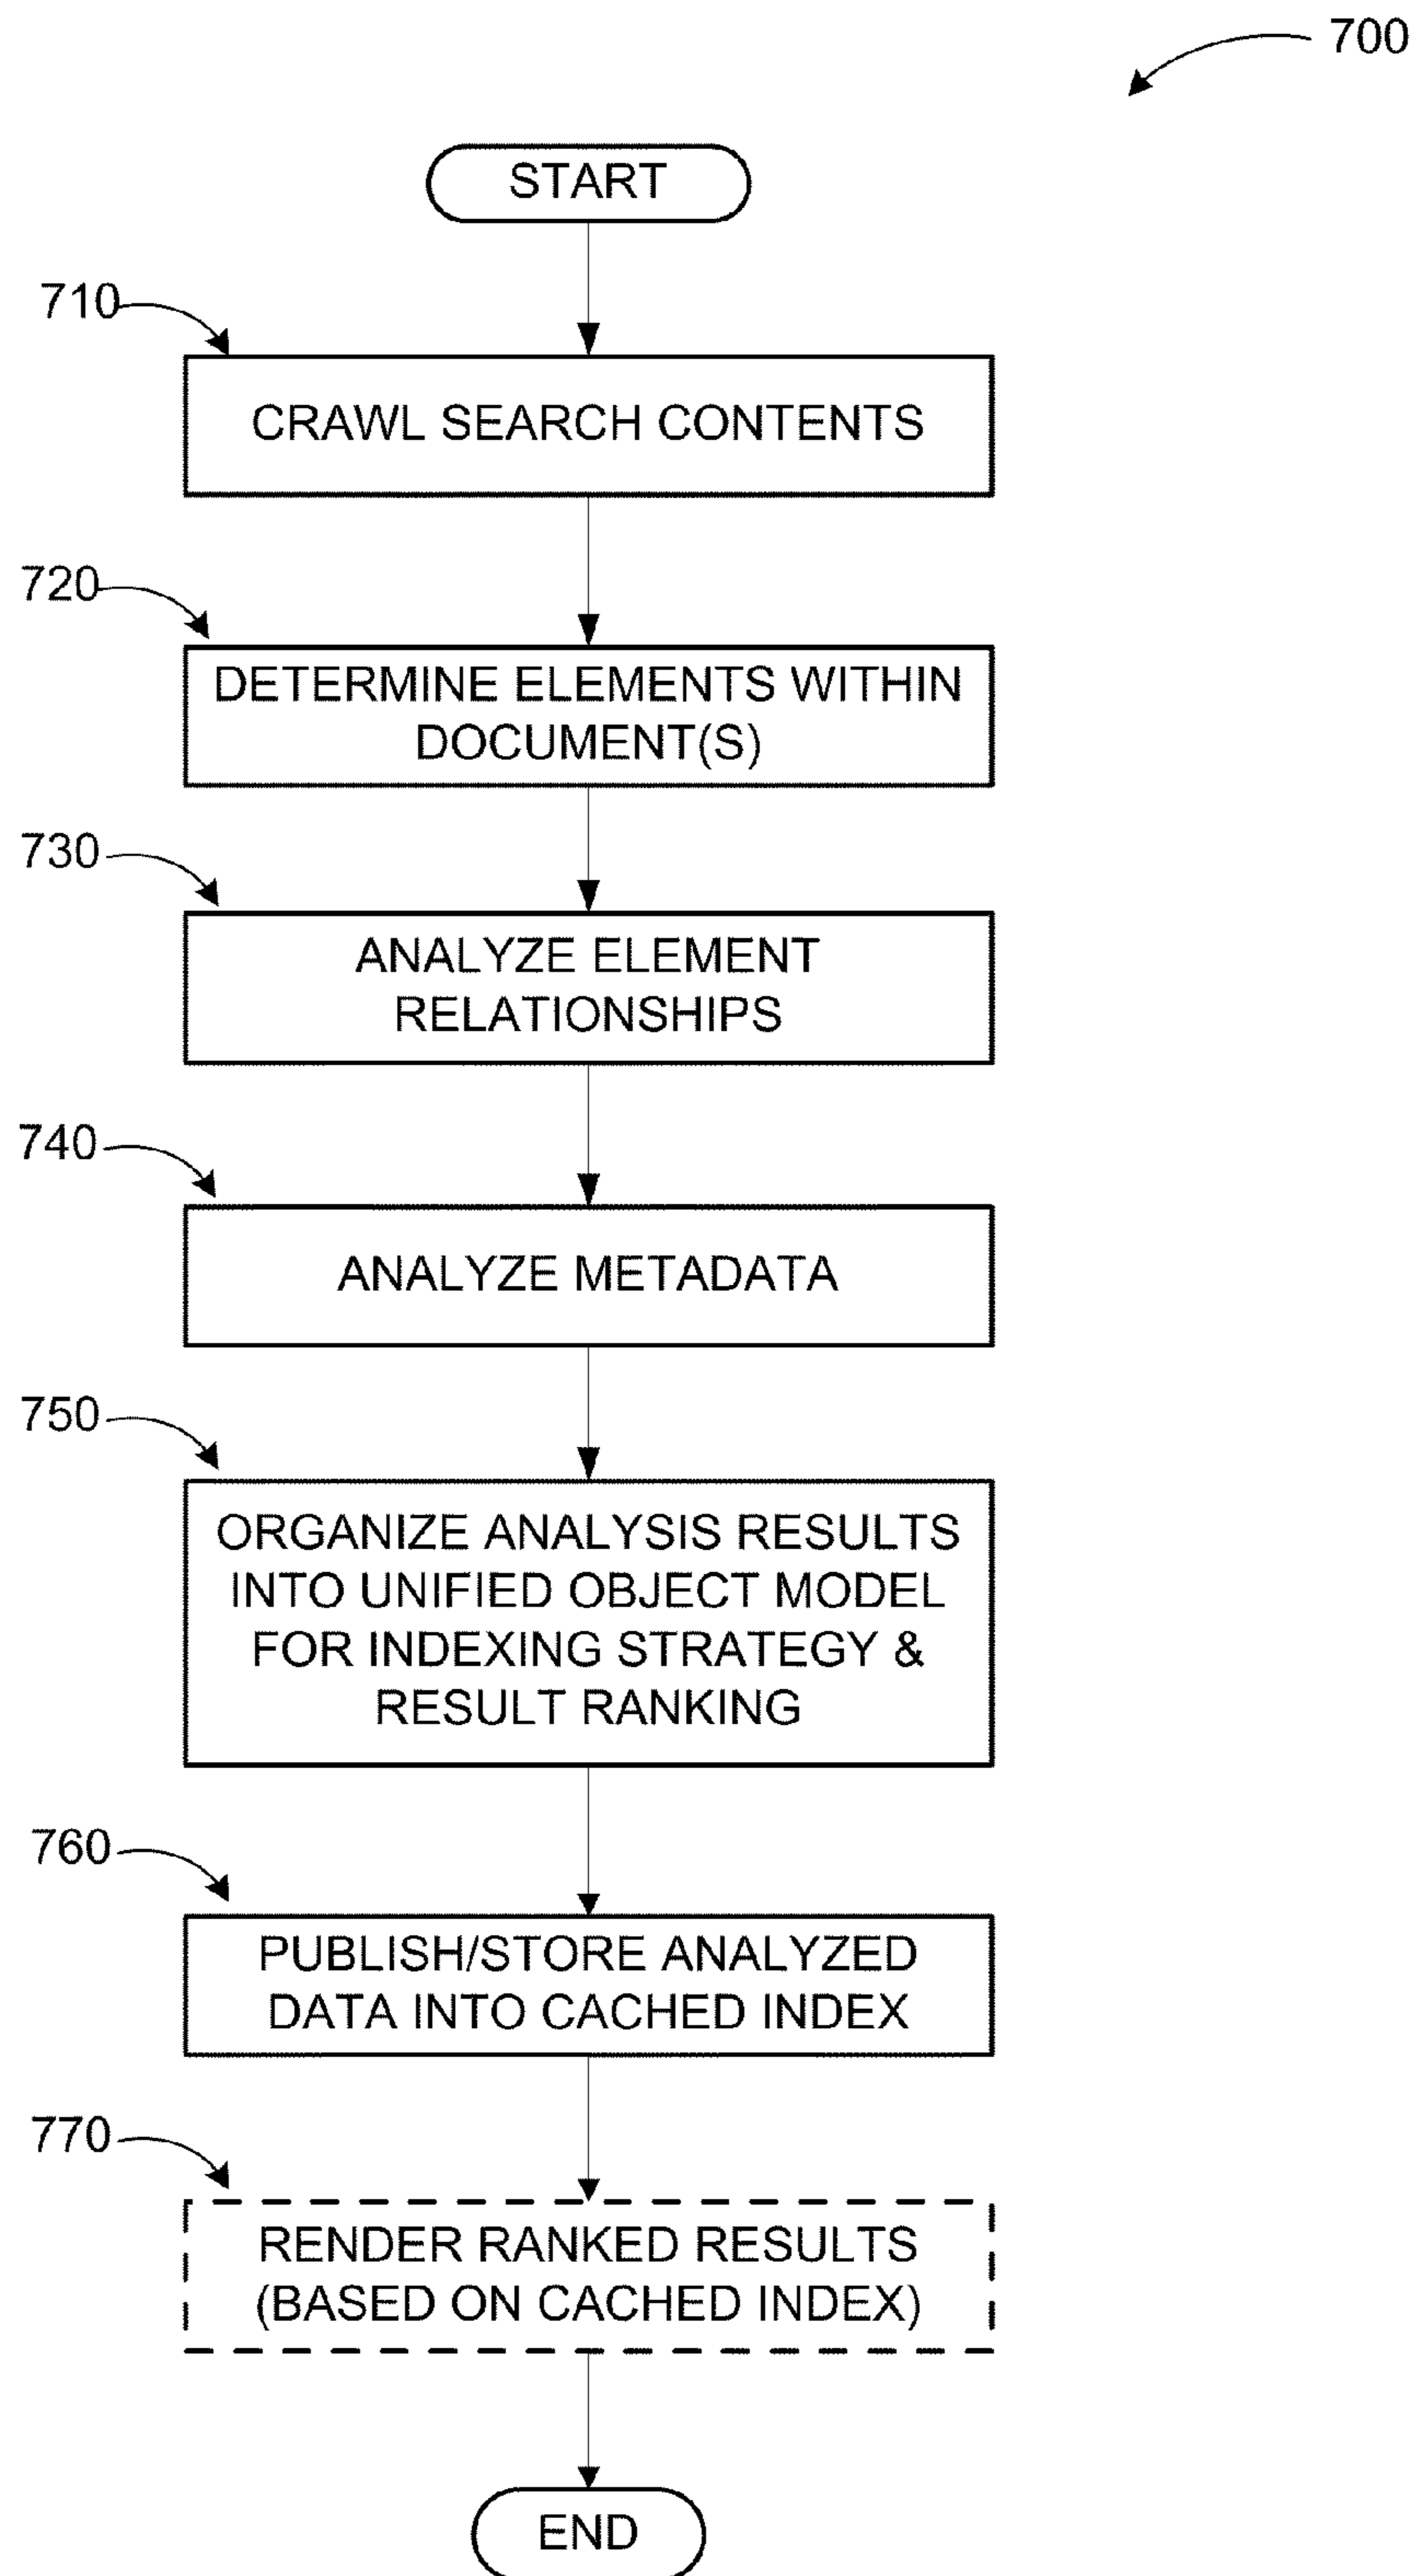 700
START
710
CRAWL SEARCH CONTENTS
720
DETERMINE ELEMENTS WITHIN
DOCUMENT(S)
730
ANALYZE ELEMENT
RELATIONSHIPS
740
ANALYZE METADATA
750
ORGANIZE ANALYSIS RESULTS
INTO UNIFIED OBJECT MODEL
FOR INDEXING STRATEGY &
RESULT RANKING
760
PUBLISH/STORE ANALYZED
DATA INTO CACHED INDEX
770
RENDER RANKED RESULTS
(BASED ON CACHED INDEX)
END